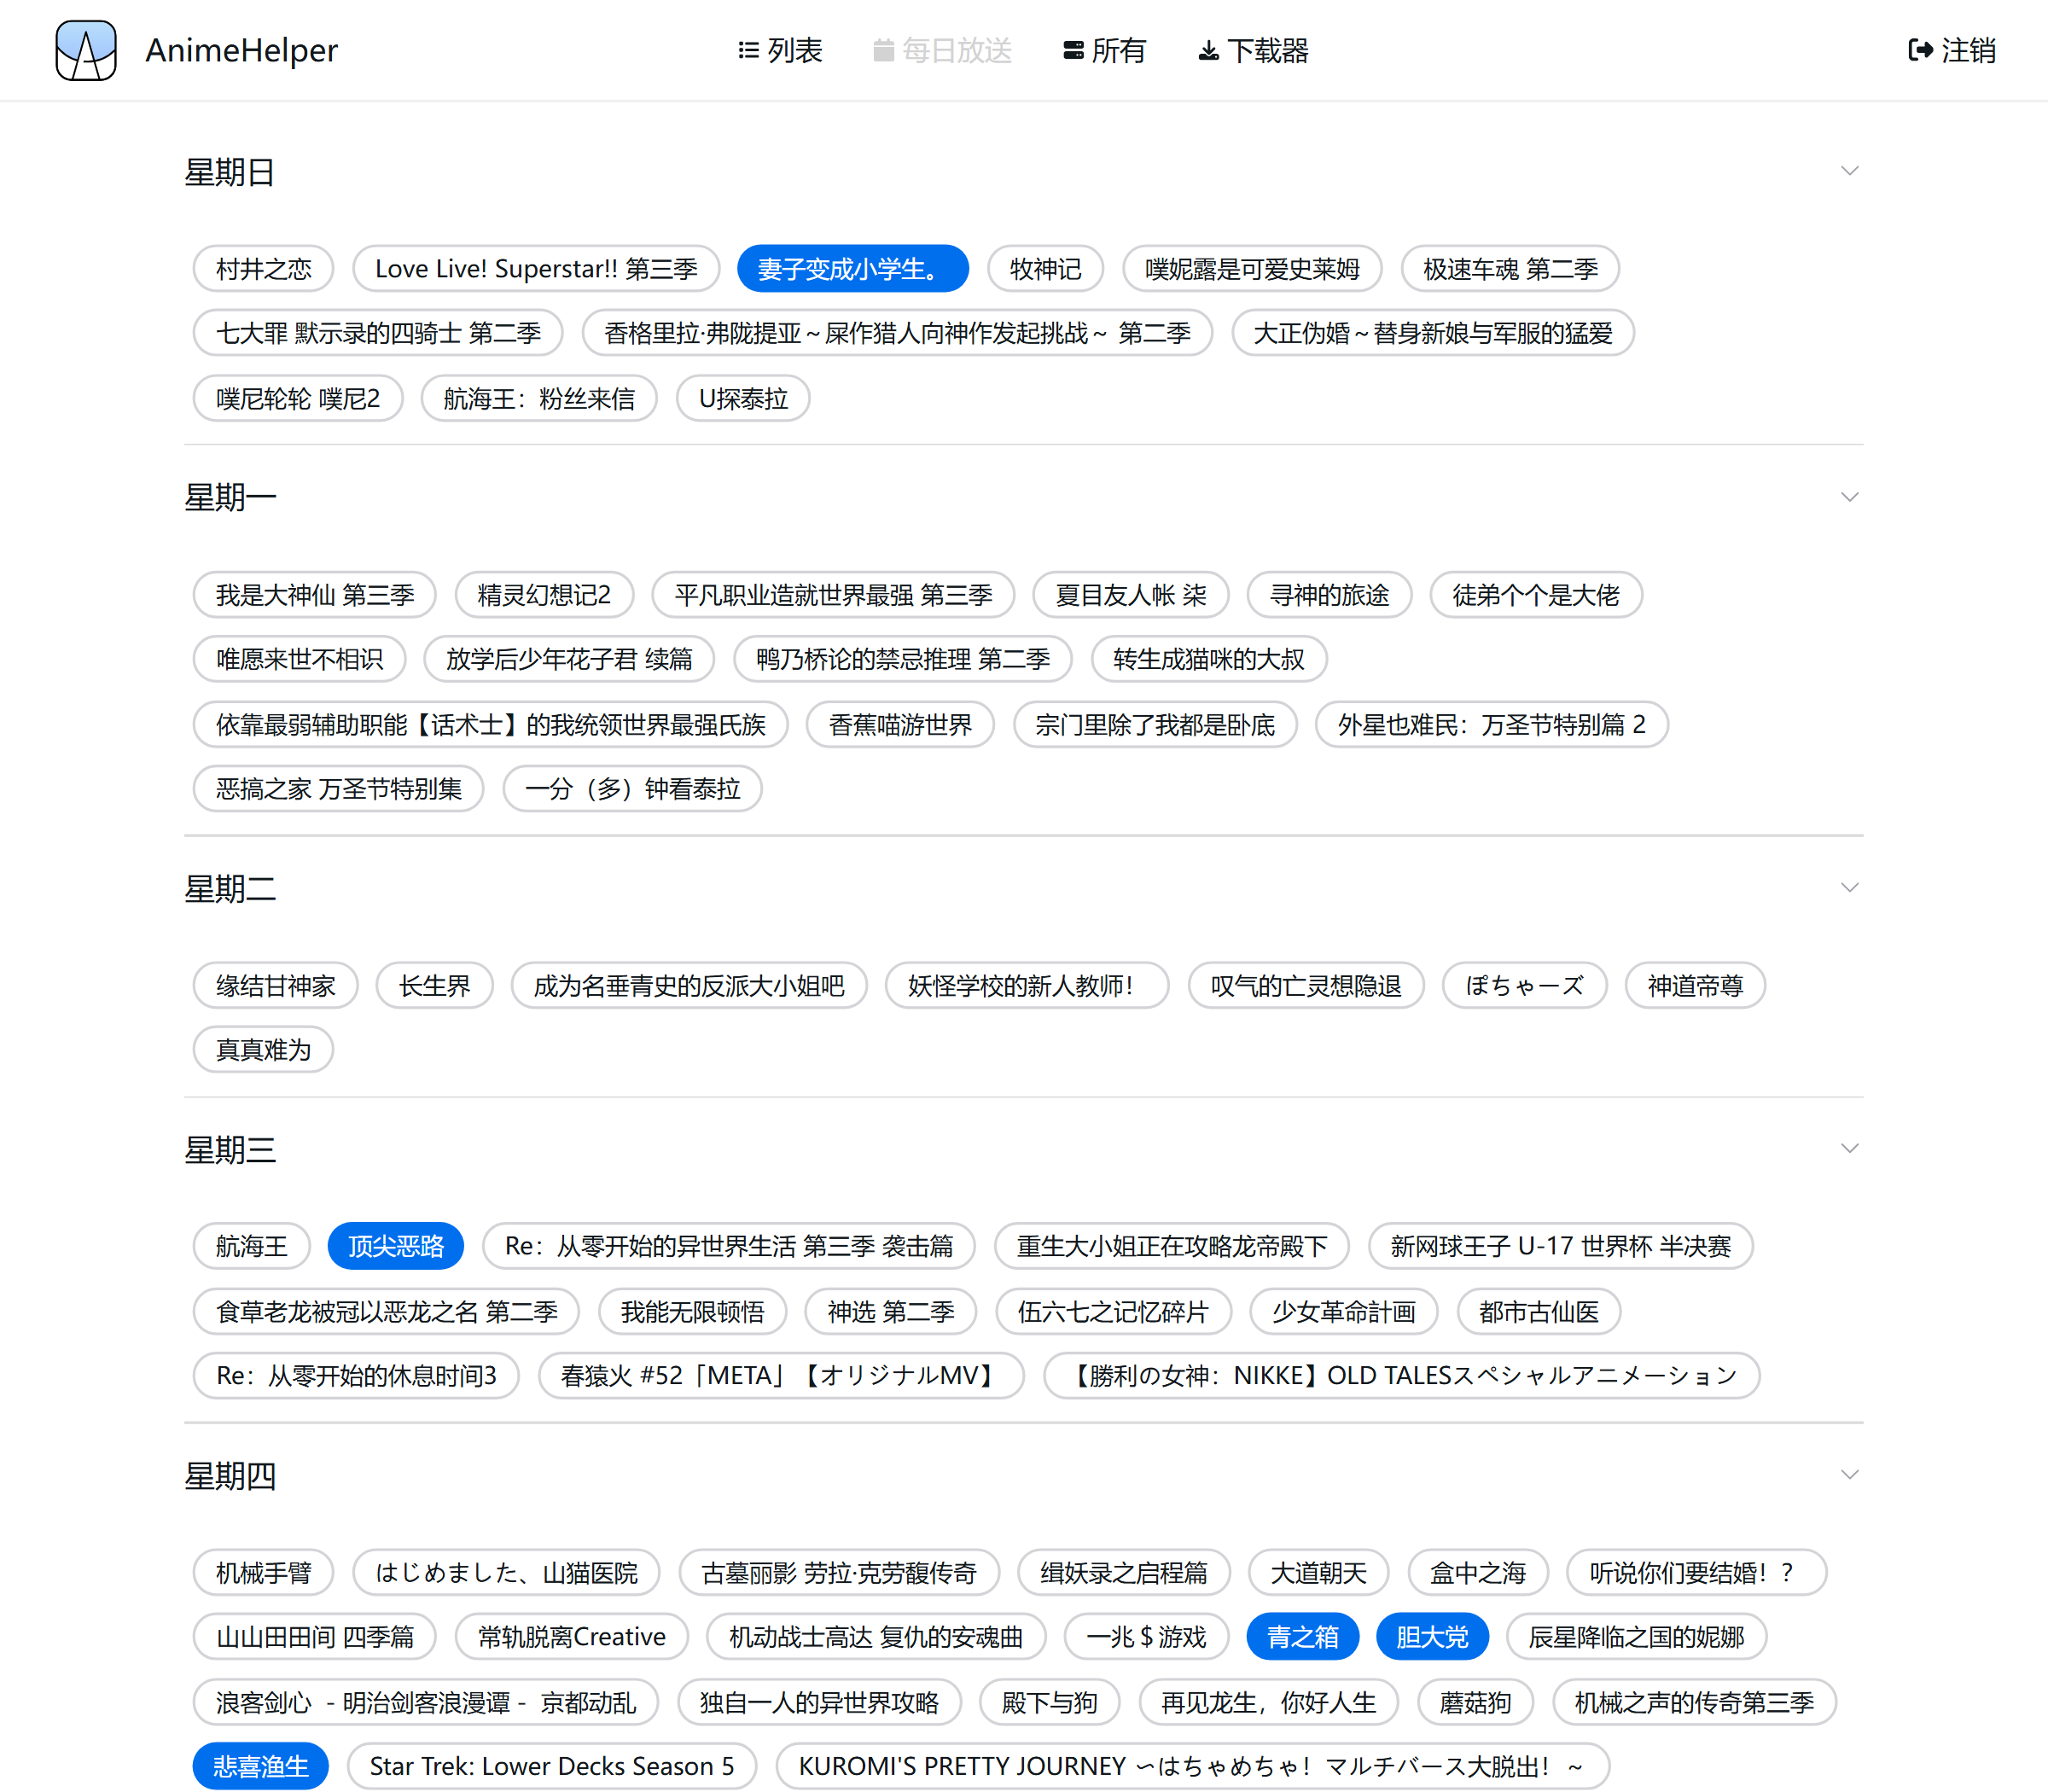 AnimeHelper 列表 每日放送 所有 下载器 注销
星期日
村井之恋 Love Live! Superstar!! 第三季 妻子变成小学生。 牧神记 噗妮露是可爱史莱姆 极速车魂 第二季
七大罪 默示录的四骑士 第二季 香格里拉·弗陇提亚～屎作猎人向神作发起挑战～ 第二季 大正伪婚～替身新娘与军服的猛爱
噗尼轮轮 噗尼2 航海王：粉丝来信 U探泰拉
星期一
我是大神仙 第三季 精灵幻想记2 平凡职业造就世界最强 第三季 夏目友人帐 柒 寻神的旅途 徒弟个个是大佬
唯愿来世不相识 放学后少年花子君 续篇 鸭乃桥论的禁忌推理 第二季 转生成猫咪的大叔
依靠最弱辅助职能【话术士】的我统领世界最强氏族 香蕉喵游世界 宗门里除了我都是卧底 外星也难民：万圣节特别篇 2
恶搞之家 万圣节特别集 一分（多）钟看泰拉
星期二
缘结甘神家 长生界 成为名垂青史的反派大小姐吧 妖怪学校的新人教师！ 叹气的亡灵想隐退 ぽちゃーズ 神道帝尊
真真难为
星期三
航海王 顶尖恶路 Re：从零开始的异世界生活 第三季 袭击篇 重生大小姐正在攻略龙帝殿下 新网球王子 U-17 世界杯 半决赛
食草老龙被冠以恶龙之名 第二季 我能无限顿悟 神选 第二季 伍六七之记忆碎片 少女革命計画 都市古仙医
Re：从零开始的休息时间3 春猿火 #52「META」【オリジナルMV】 【勝利の女神：NIKKE】OLD TALESスペシャルアニメーション
星期四
机械手臂 はじめました、山猫医院 古墓丽影 劳拉·克劳馥传奇 缉妖录之启程篇 大道朝天 盒中之海 听说你们要结婚！？
山山田田间 四季篇 常轨脱离Creative 机动战士高达 复仇的安魂曲 一兆＄游戏 青之箱 胆大党 辰星降临之国的妮娜
浪客剑心 －明治剑客浪漫谭－ 京都动乱 独自一人的异世界攻略 殿下与狗 再见龙生，你好人生 蘑菇狗 机械之声的传奇第三季
悲喜渔生 Star Trek: Lower Decks Season 5 KUROMI'S PRETTY JOURNEY 〜はちゃめちゃ！マルチバース大脱出！～